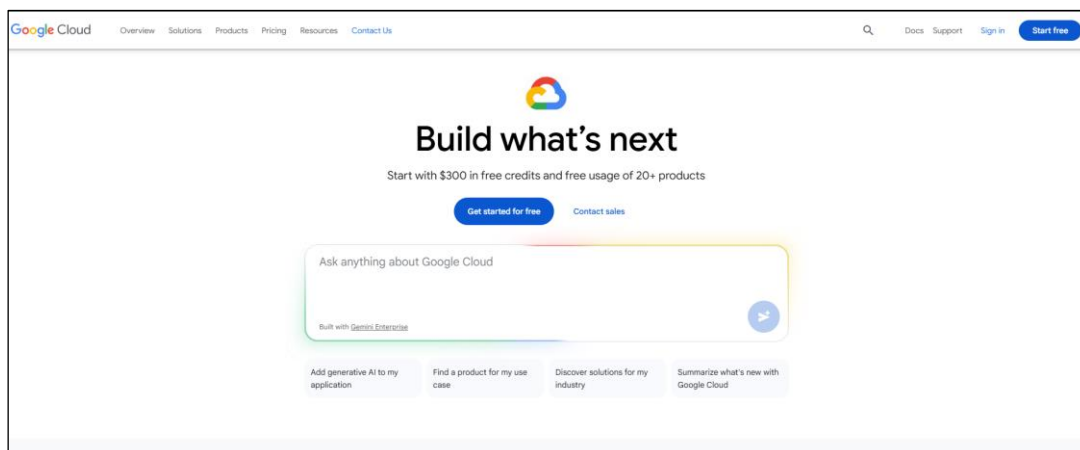 Google Cloud Overview Solutions Products Pricing Resources Contact Us Docs Support Sign in Start free
Build what's next
Start with $300 in free credits and free usage of 20+ products
Get started for free Contact sales
Ask anything about Google Cloud
Built with Gemini Enterprise
Add generative AI to my
application
Find a product for my use
case
Discover solutions for my
industry
Summarize what's new with
Google Cloud